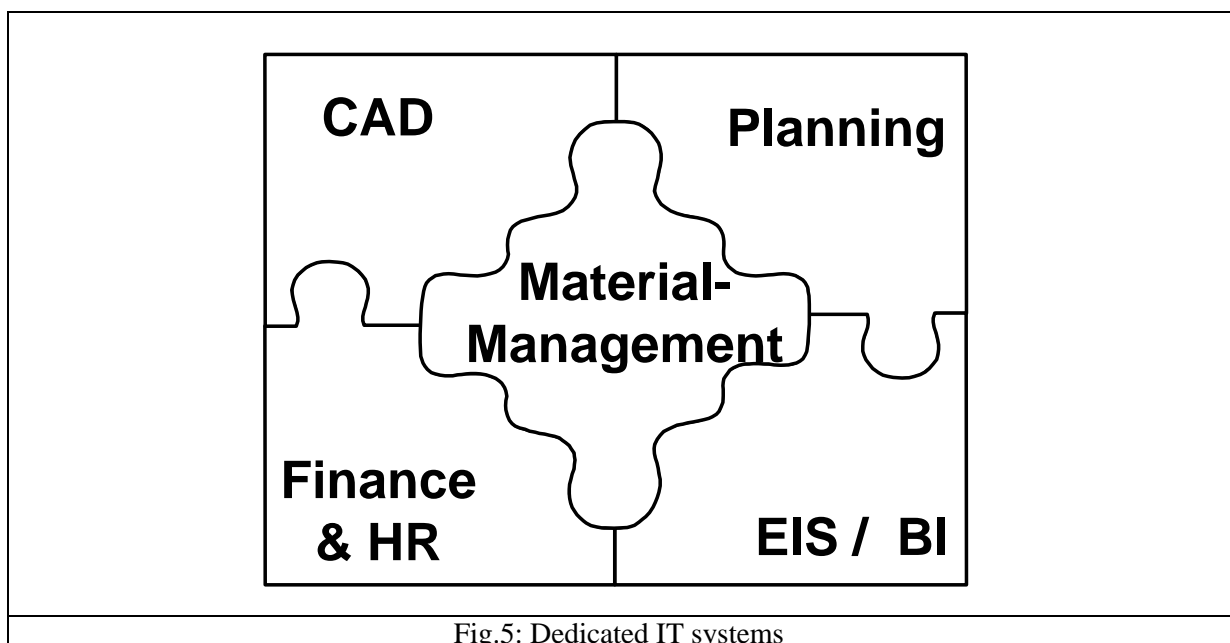 CAD
Planning
Material-
Management
Finance
& HR
EIS / BI
Fig.5: Dedicated IT systems